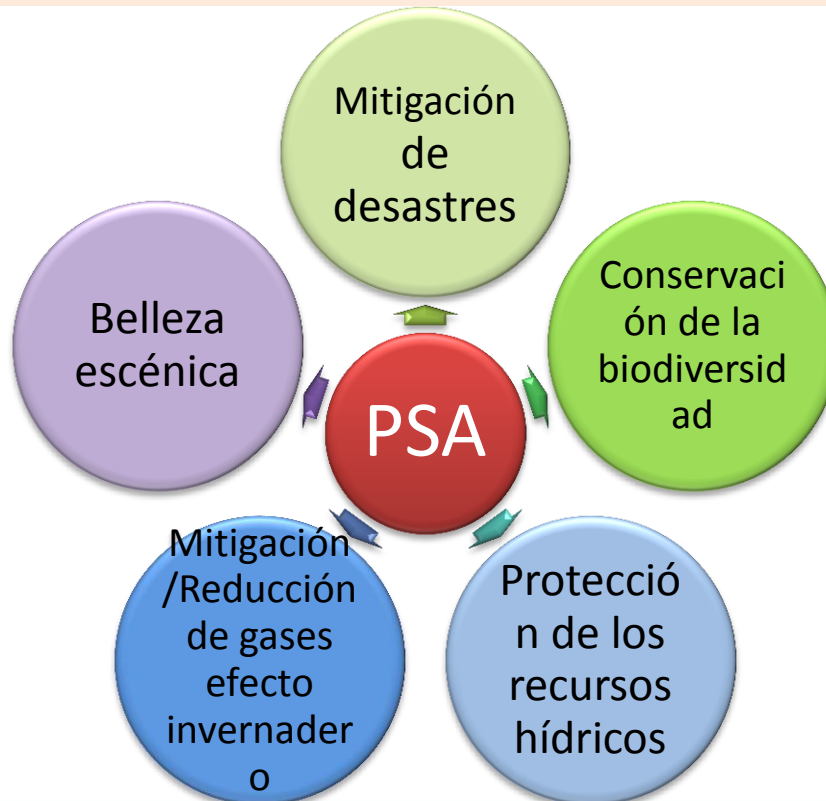 Mitigación
de
desastres
Conservaci
ón de la
biodiversid
ad
Protecció
n de los
recursos
hídricos
Mitigación
/Reducción
de gases
efecto
invernader
o
Belleza
escénica
PSA